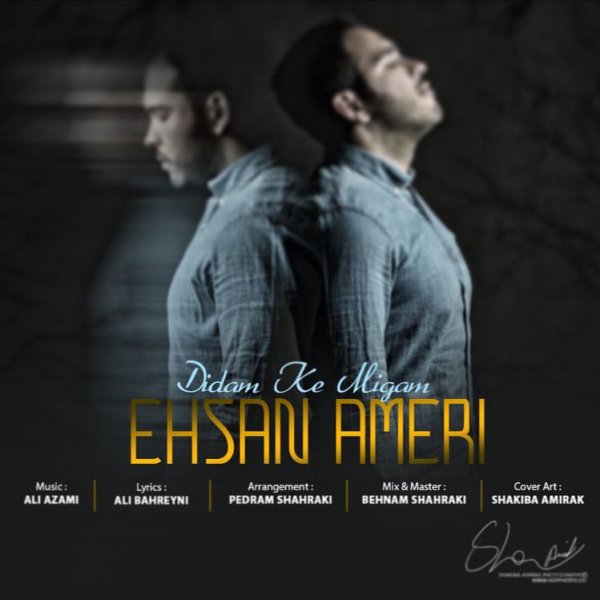 Didam Ke Migam
EHSAN AMERI
Music : Lyrics : Arrangement : Mix & Master : Cover Art :
ALI AZAMI ALI BAHREYNI PEDRAM SHAHRAKI BEHNAM SHAHRAKI SHAKIBA AMIRAK